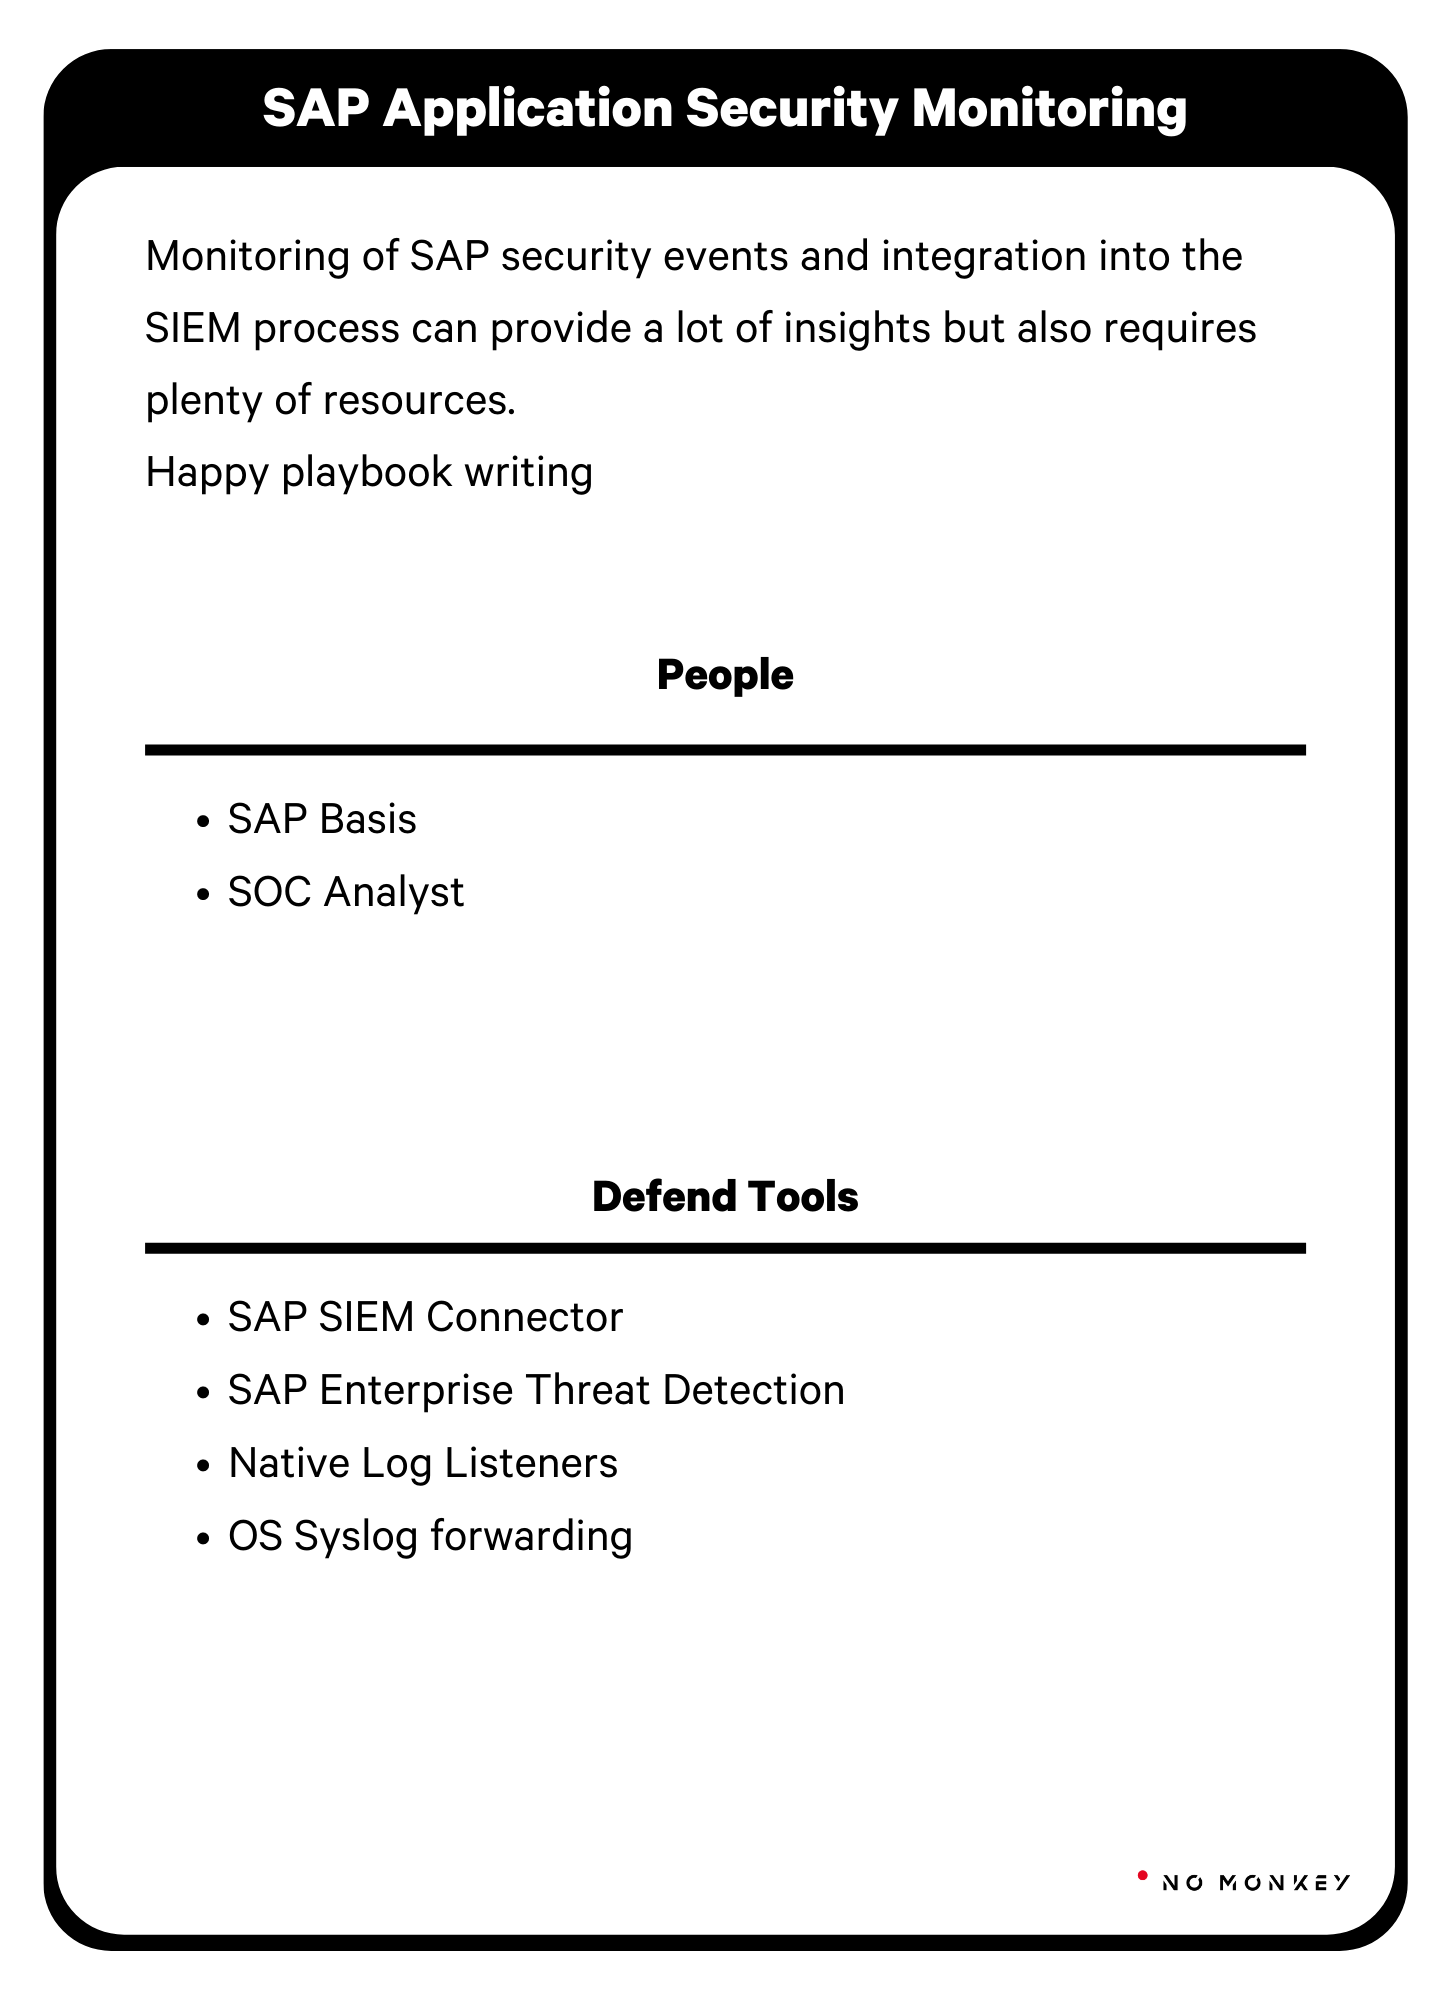 SAP Application Security Monitoring
Monitoring of SAP security events and integration into the
SIEM process can provide a lot of insights but also requires
plenty of resources.
Happy playbook writing
People
• SAP Basis
• SOC Analyst
Defend Tools
• SAP SIEM Connector
• SAP Enterprise Threat Detection
• Native Log Listeners
• OS Syslog forwarding
NO MONKEY